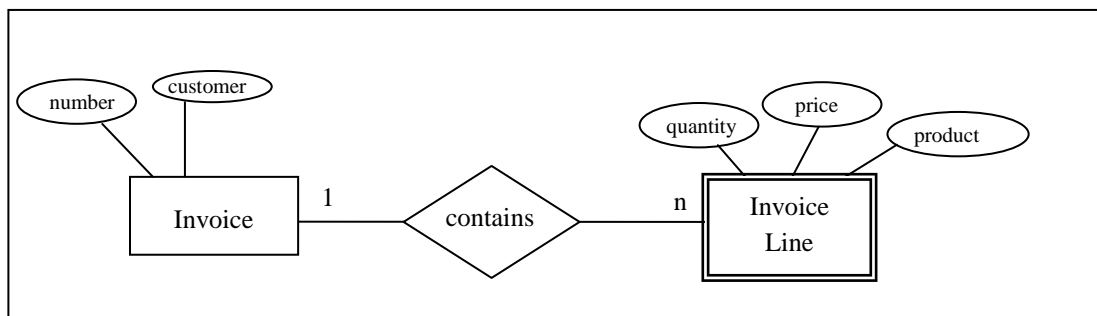 number
customer
quantity
price
product
Invoice
1
contains
n
Invoice
Line